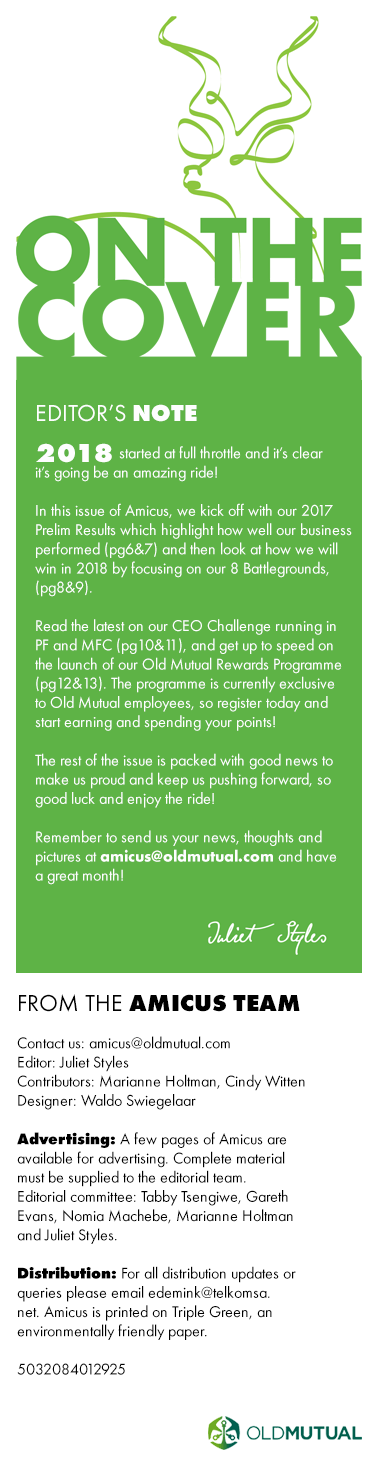 ON THE
COVER
EDITOR'S NOTE
2018 started at full throttle and it's clear
it's going be an amazing ride!
In this issue of Amicus, we kick off with our 2017
Prelim Results which highlight how well our business
performed (pg6&7) and then look at how we will
win in 2018 by focusing on our 8 Battlegrounds,
(pg8&9).
Read the latest on our CEO Challenge running in
PF and MFC (pg10&11), and get up to speed on
the launch of our Old Mutual Rewards Programme
(pg12&13). The programme is currently exclusive
to Old Mutual employees, so register today and
start earning and spending your points!
The rest of the issue is packed with good news to
make us proud and keep us pushing forward, so
good luck and enjoy the ride!
Remember to send us your news, thoughts and
pictures at amicus@oldmutual.com and have
a great month!
Juliet Styles
FROM THE AMICUS TEAM
Contact us: amicus@oldmutual.com
Editor: Juliet Styles
Contributors: Marianne Holtman, Cindy Witten
Designer: Waldo Swiegelaar
Advertising: A few pages of Amicus are
available for advertising. Complete material
must be supplied to the editorial team.
Editorial committee: Tabby Tsengiwe, Gareth
Evans, Nomia Machebe, Marianne Holtman
and Juliet Styles.
Distribution: For all distribution updates or
queries please email edemink@telkomsa.
net. Amicus is printed on Triple Green, an
environmentally friendly paper.
5032084012925
OLDMUTUAL